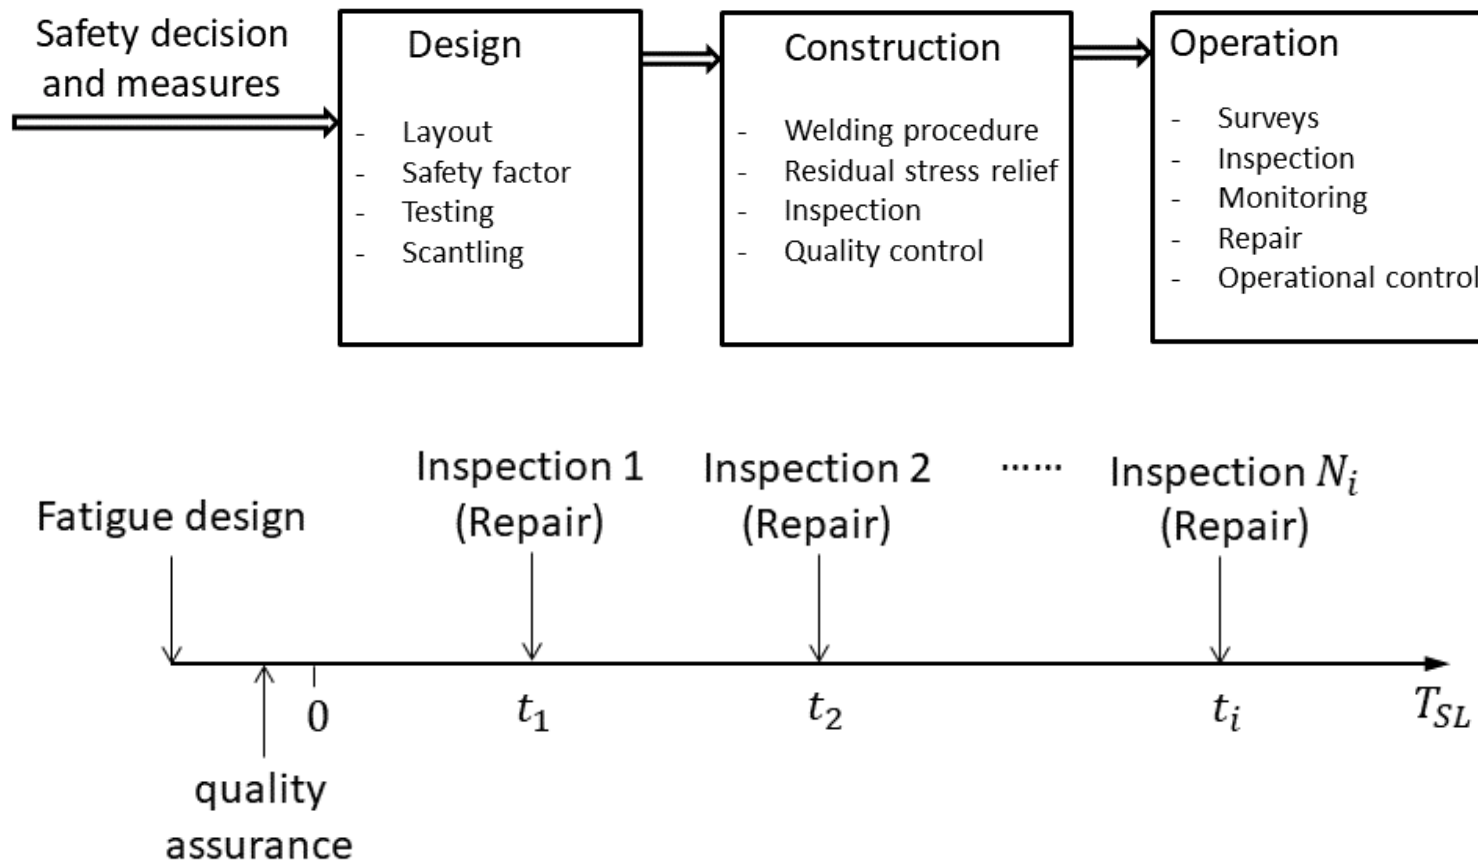 Safety decision
and measures
Design
- Layout
- Safety factor
- Testing
- Scantling
Construction
- Welding procedure
- Residual stress relief
- Inspection
- Quality control
Operation
- Surveys
- Inspection
- Monitoring
- Repair
- Operational control
Fatigue design
Inspection 1
(Repair)
Inspection 2
(Repair)
......
Inspection N_i
(Repair)
0
t_1
t_2
t_i
T_{SL}
quality
assurance